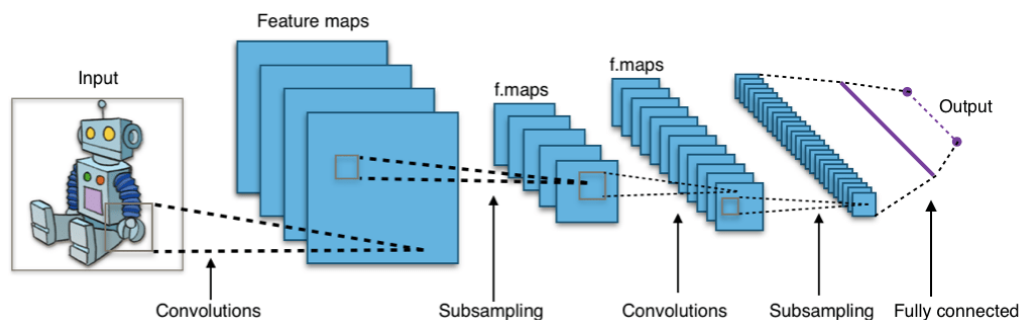 Feature maps
Input
f.maps
f.maps
Output
Convolutions
Subsampling
Convolutions
Subsampling
Fully connected